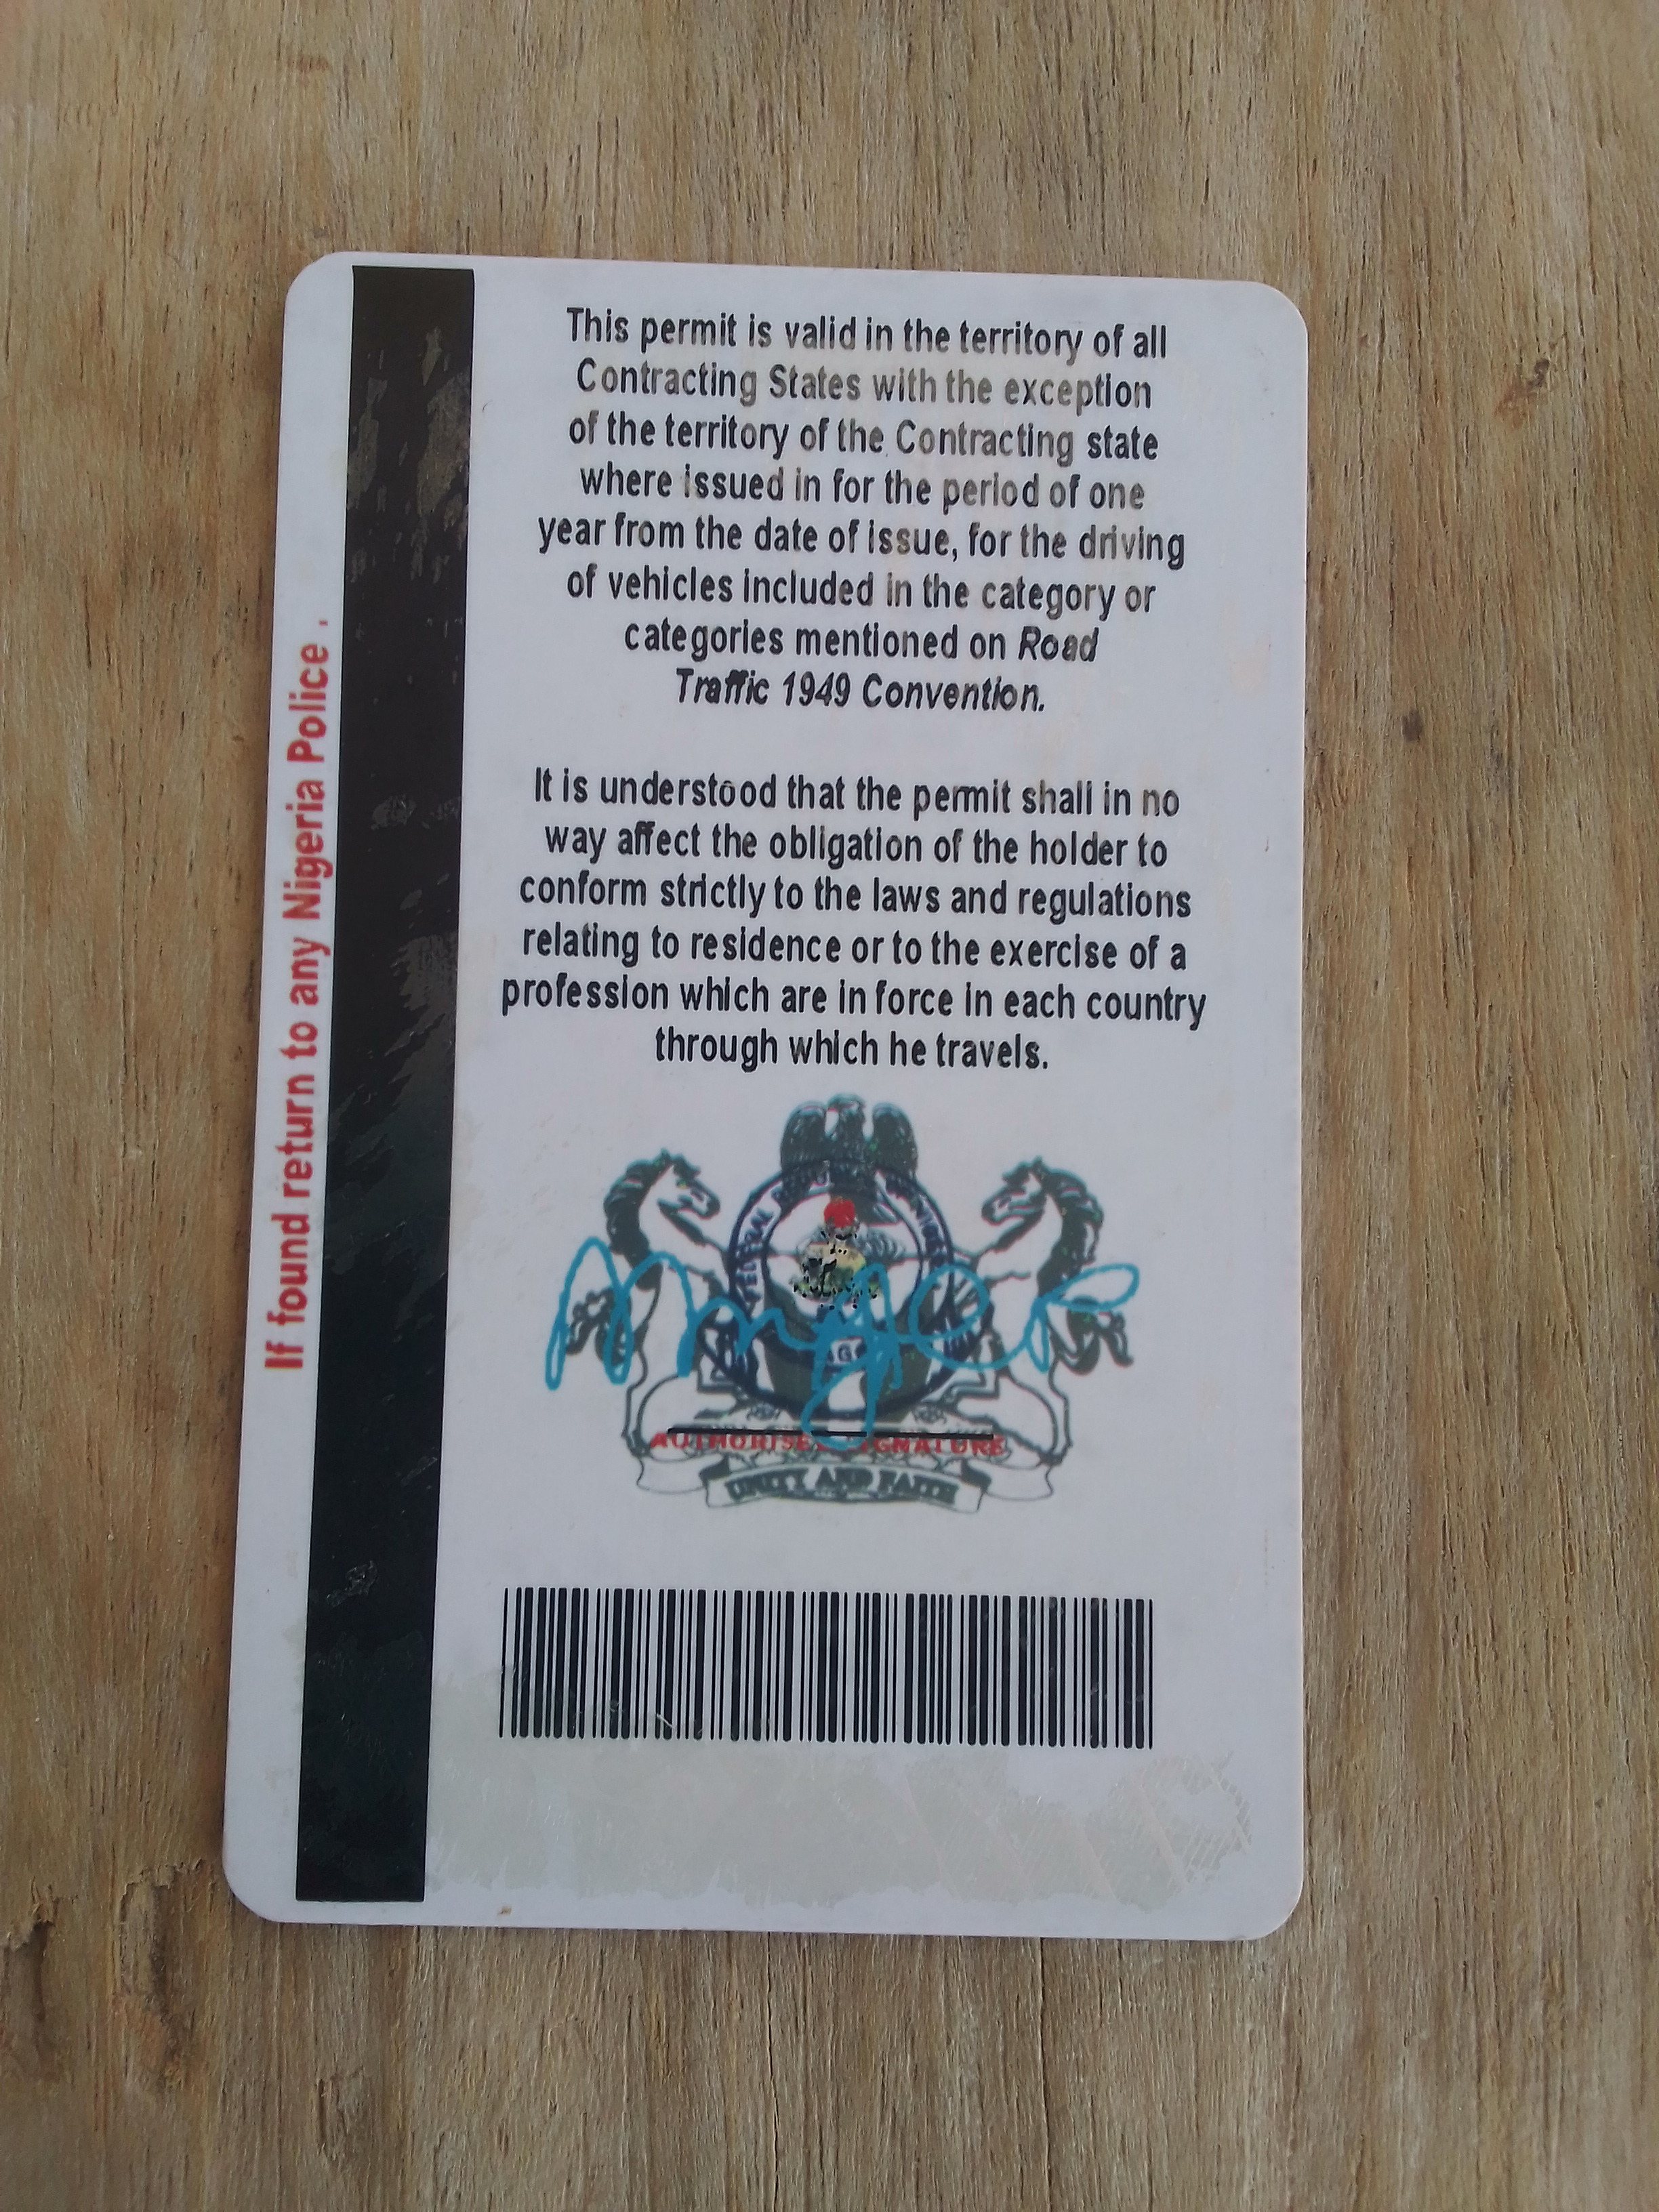 This permit is valid in the territory of all
Contracting States with the exception
of the territory of the Contracting state
where issued in for the period of one
year from the date of issue, for the driving
of vehicles included in the category or
categories mentioned on Road
Traffic 1949 Convention.
It is understood that the permit shall in no
way affect the obligation of the holder to
conform strictly to the laws and regulations
relating to residence or to the exercise of a
profession which are in force in each country
through which he travels.
FEDERAL
AUTHORISED SIGNATURE
UNITY AND FAITH
If found return to any Nigeria Police .